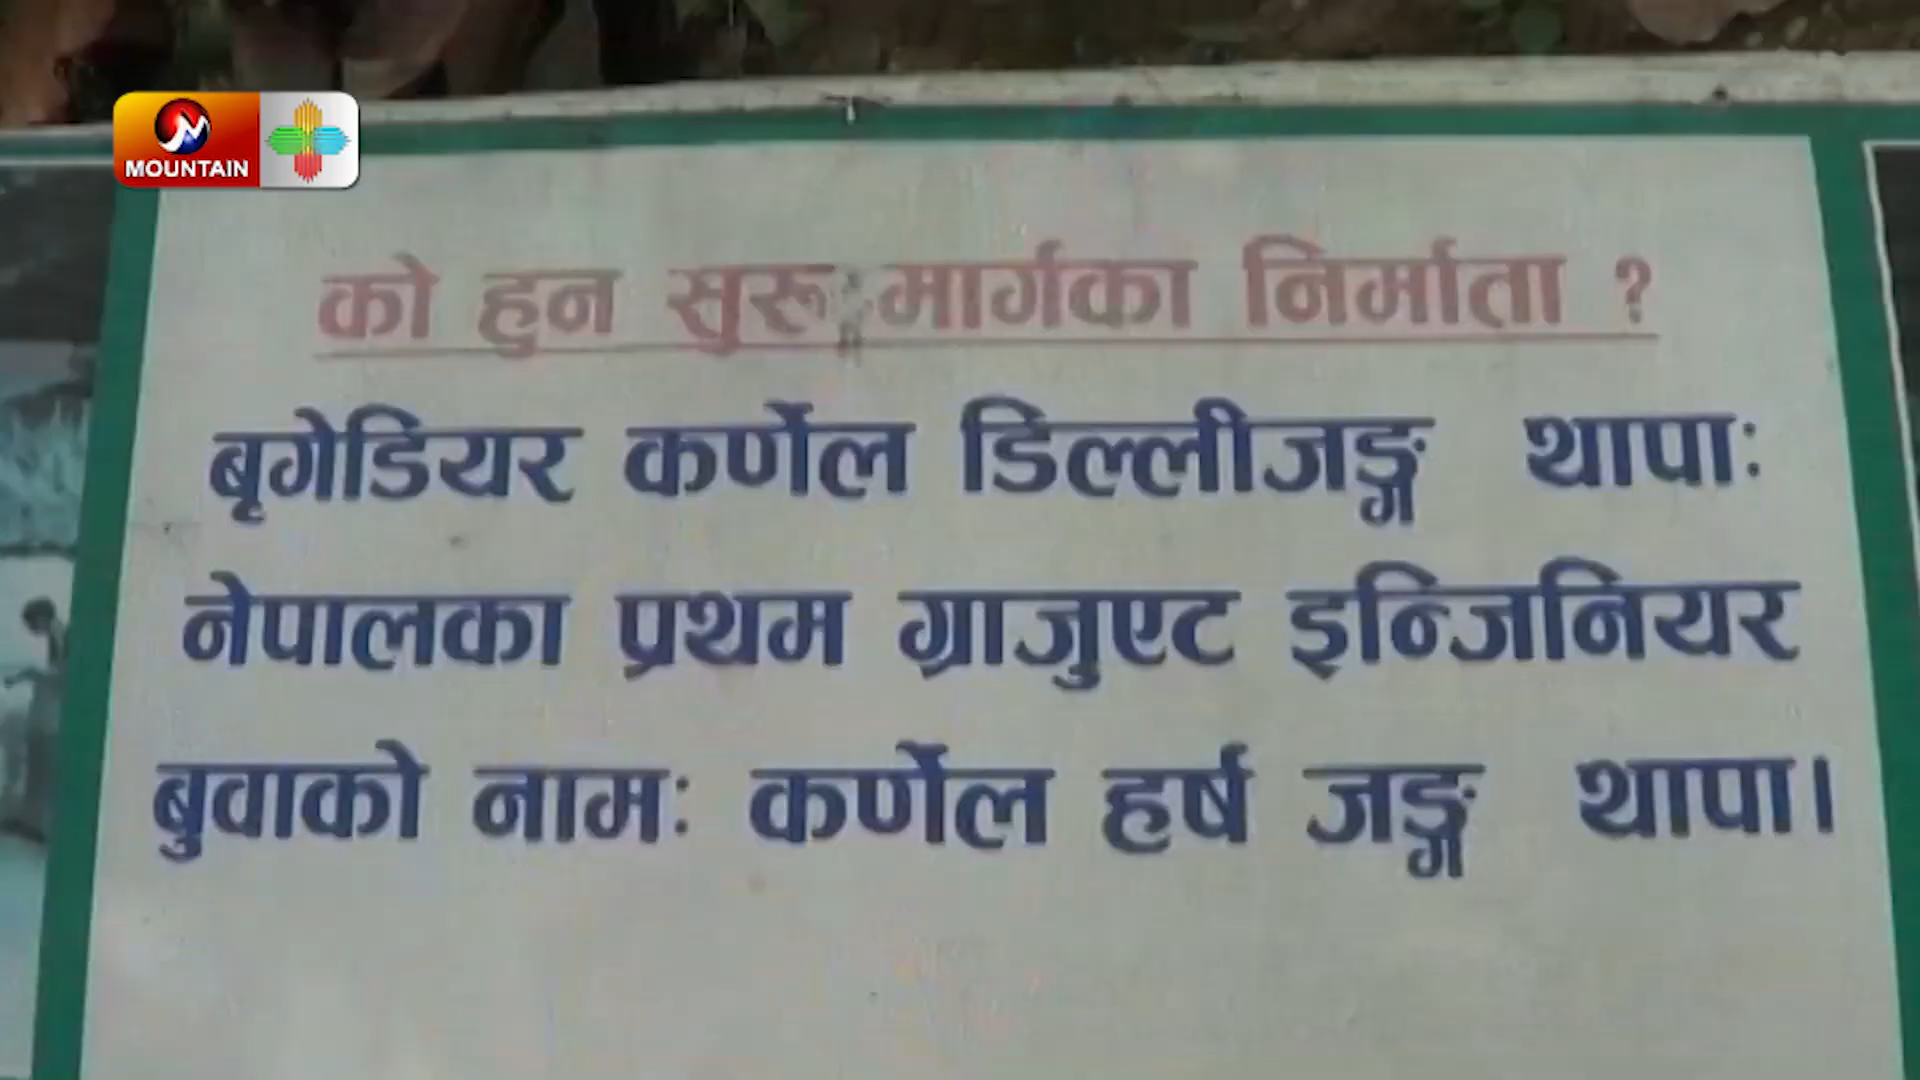 MOUNTAIN
को हुन सुरू मार्गका निर्माता ?
बृगेडियर कर्णेल डिल्लीजङ्ग थापाः
नेपालका प्रथम ग्राजुएट इन्जिनियर
बुवाको नामः कर्णेल हर्ष जङ्ग थापा।